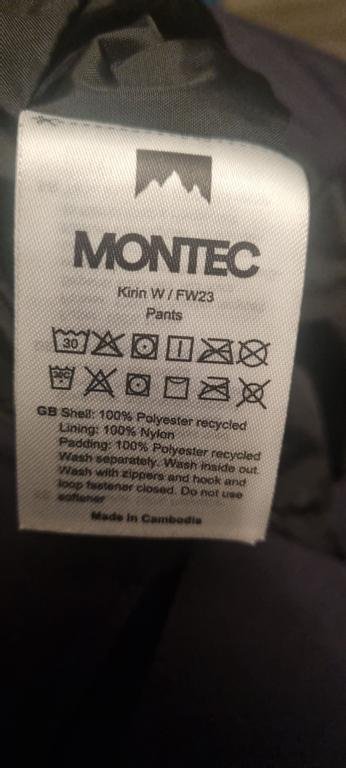 MONTEC
Kirin W / FW23
Pants
30
GB Shell: 100% Polyester recycled
Lining: 100% Nylon
Padding: 100% Polyester recycled
Wash separately. Wash inside out.
Wash with zippers and hook and
loop fastener closed. Do not use
softener
Made in Cambodia